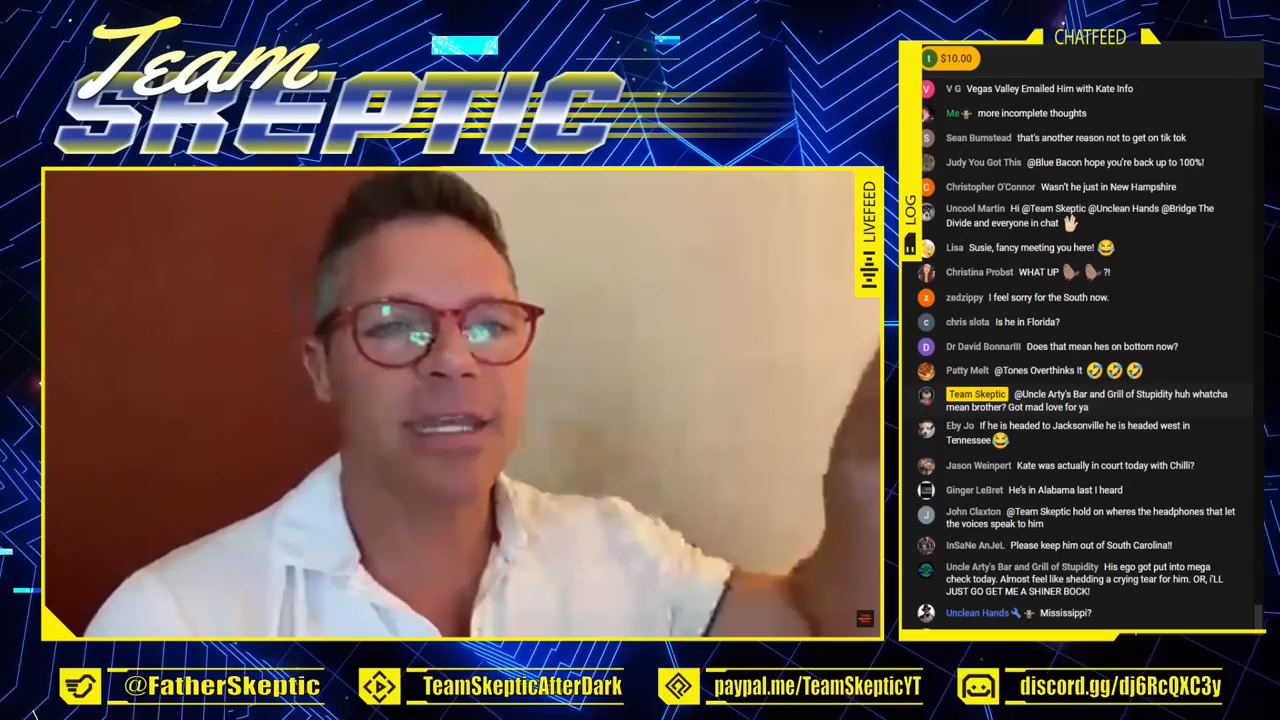 Team
SKEPTIC
CHATFEED
LIVEFEED
LOG
t $10.00
V G Vegas Valley Emailed Him with Kate Info
Me more incomplete thoughts
Sean Bumstead that's another reason not to get on tik tok
Judy You Got This @Blue Bacon hope you're back up to 100%!
Christopher O'Connor Wasn't he just in New Hampshire
Uncool Martin Hi @Team Skeptic @Unclean Hands @Bridge The
Divide and everyone in chat 🖖🏻
Lisa Susie, fancy meeting you here! 😂
Christina Probst WHAT UP ?!
zedzippy I feel sorry for the South now.
chris slota Is he in Florida?
Dr David BonnarIII Does that mean hes on bottom now?
Patty Melt @Tones Overthinks It 🤣 🤣 🤣
Team Skeptic @Uncle Arty's Bar and Grill of Stupidity huh whatcha
mean brother? Got mad love for ya
Eby Jo If he is headed to Jacksonville he is headed west in
Tennessee😂
Jason Weinpert Kate was actually in court today with Chilli?
Ginger LeBret He's in Alabama last I heard
John Claxton @Team Skeptic hold on wheres the headphones that let
the voices speak to him
InSaNe AnJeL Please keep him out of South Carolina!!
Uncle Arty's Bar and Grill of Stupidity His ego got put into mega
check today. Almost feel like shedding a crying tear for him. OR, i'LL
JUST GO GET ME A SHINER BOCK!
Unclean Hands Mississippi?
@FatherSkeptic
TeamSkepticAfterDark
paypal.me/TeamSkepticYT
discord.gg/dj6RcQXC3y